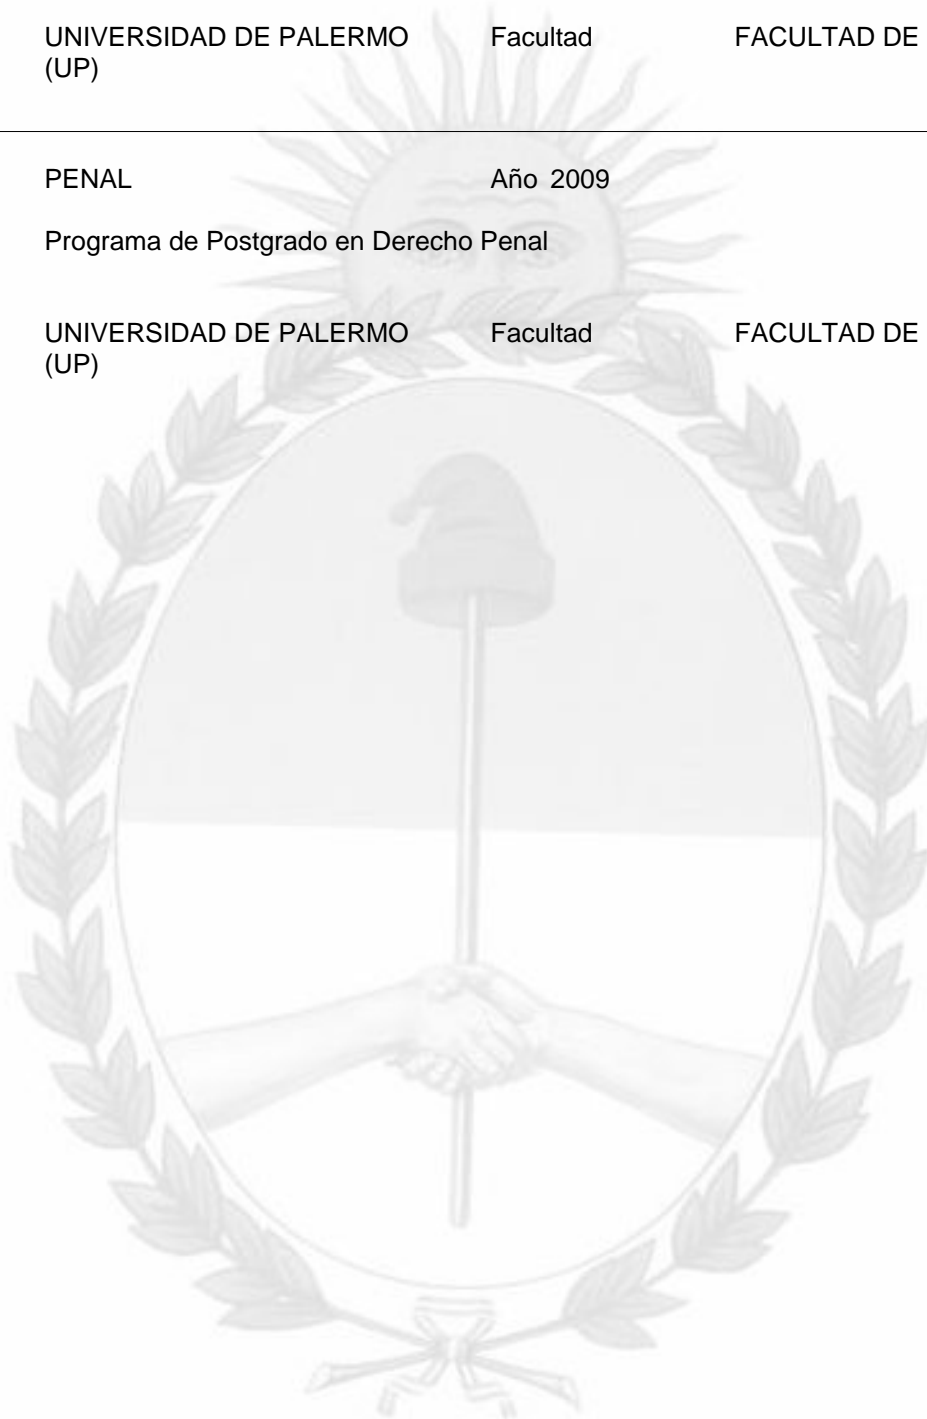 UNIVERSIDAD DE PALERMO Facultad FACULTAD DE
(UP)
PENAL Año 2009
Programa de Postgrado en Derecho Penal
UNIVERSIDAD DE PALERMO Facultad FACULTAD DE
(UP)